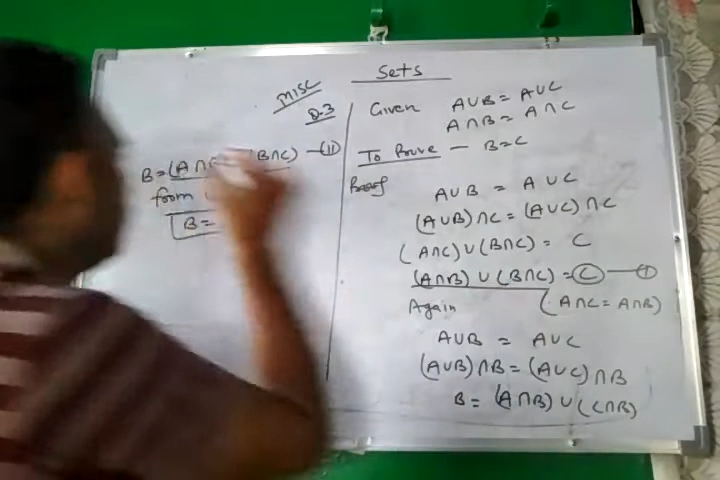 Sets
MISC
Q.3
Given A∪B = A∪C
A∩B = A∩C
To Prove - B=C
Proof
A∪B = A∪C
(A∪B)∩C = (A∪C)∩C
(A∩C)∪(B∩C) = C
(A∩B)∪(B∩C) = C —(I)
Again (A∩C = A∩B)
A∪B = A∪C
(A∪B)∩B = (A∪C)∩B
B = (A∩B)∪(C∩B)
B = (A∩ B∩C) —(II)
from
B =